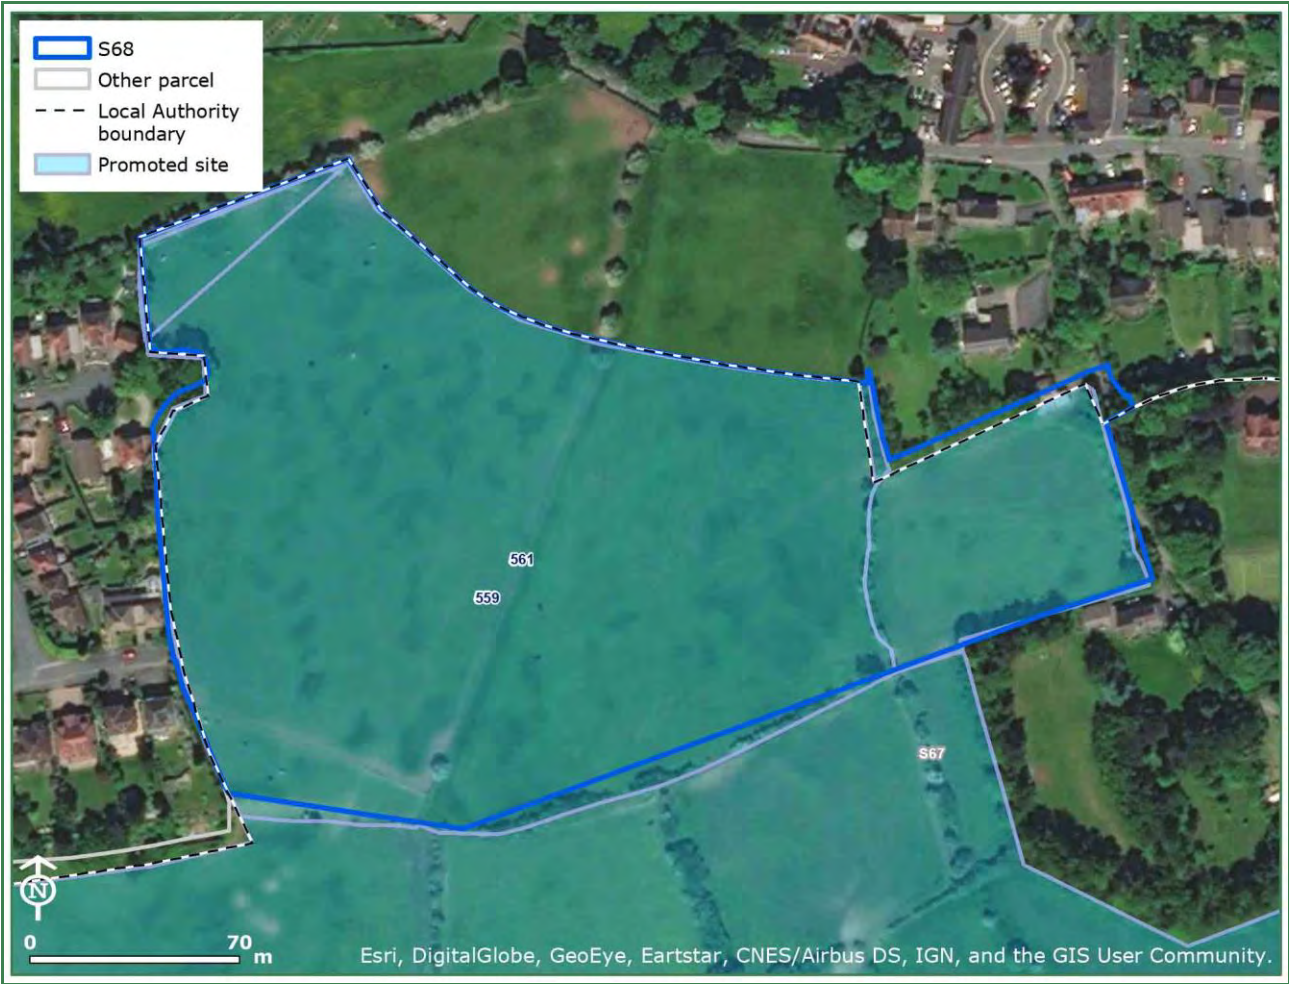 S68
Other parcel
Local Authority
boundary
Promoted site
561
559
S67
N
0 70 m
Esri, DigitalGlobe, GeoEye, Eartstar, CNES/Airbus DS, IGN, and the GIS User Community.